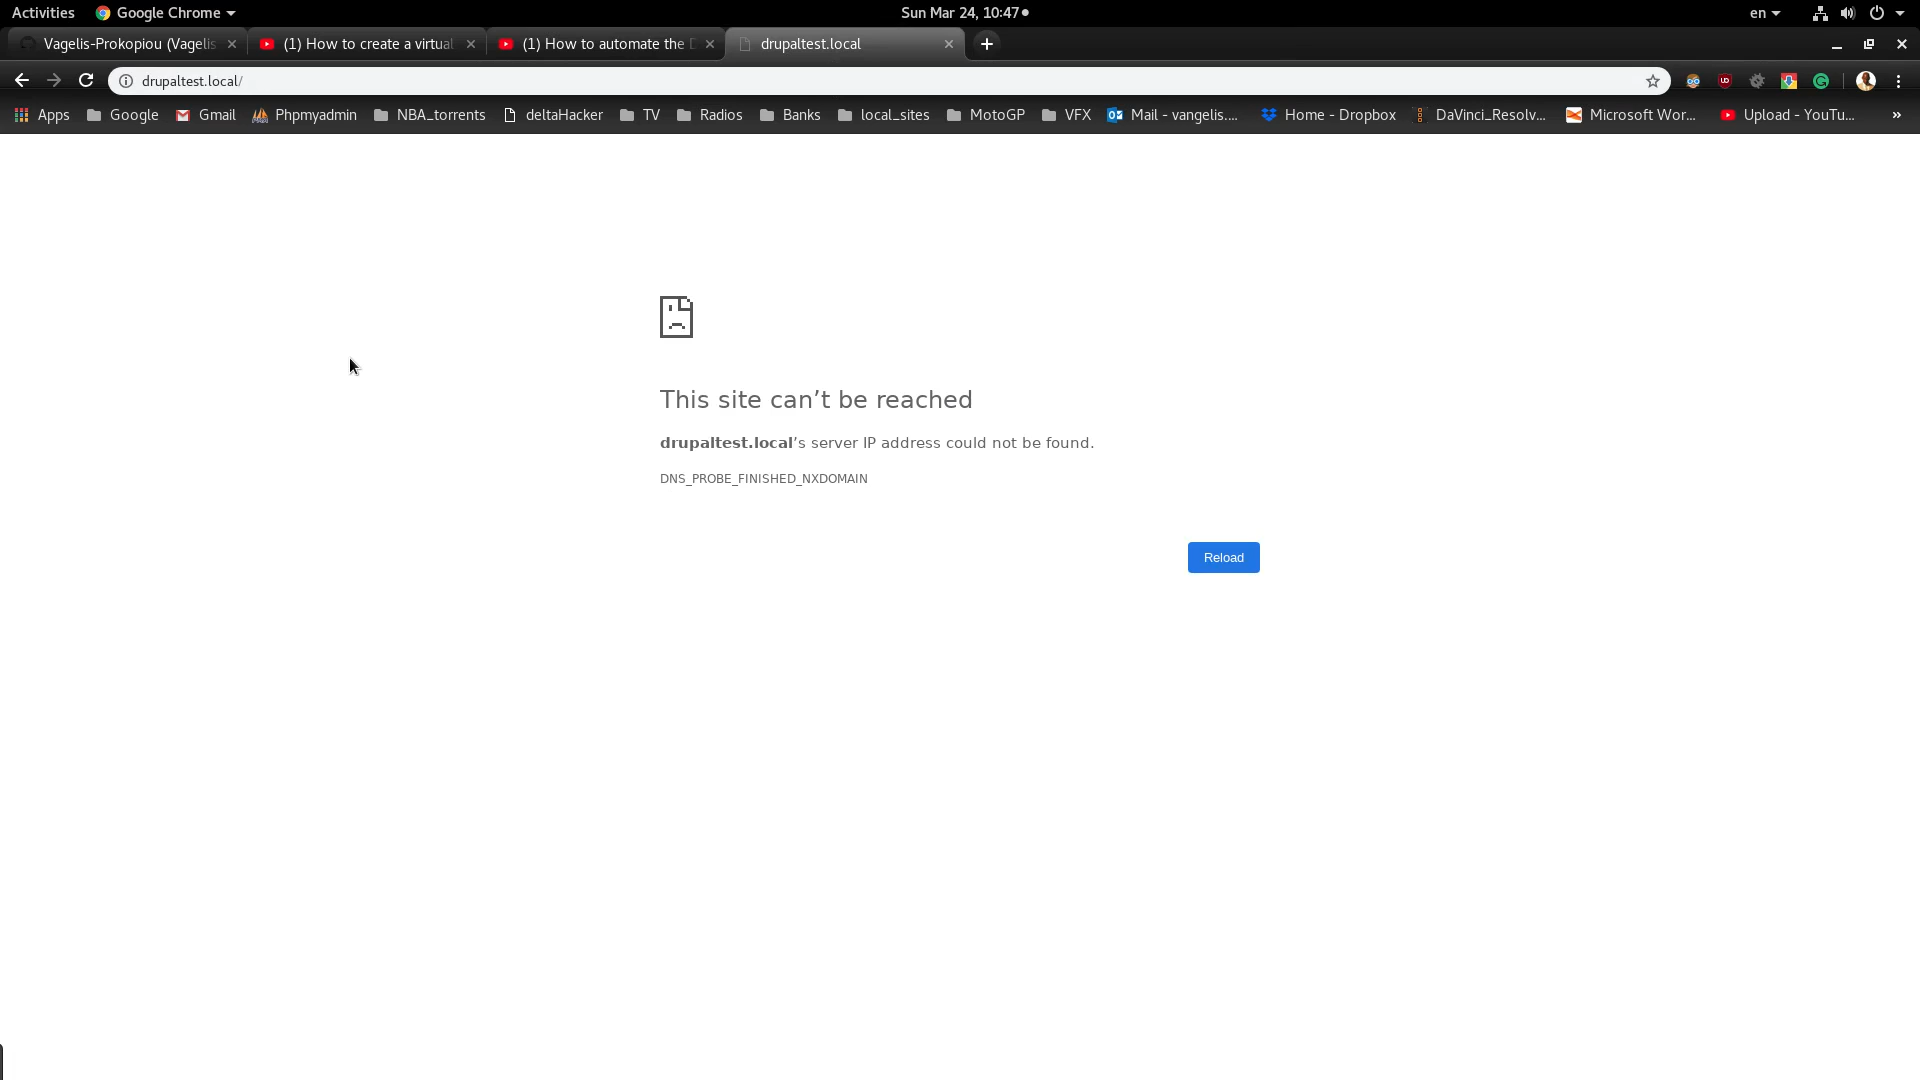 Activities Google Chrome Sun Mar 24, 10:47 en
Vagelis-Prokopiou (Vagelis (1) How to create a virtual (1) How to automate the D drupaltest.local
drupaltest.local/
Apps Google Gmail Phpmyadmin NBA_torrents deltaHacker TV Radios Banks local_sites MotoGP VFX Mail - vangelis.... Home - Dropbox DaVinci_Resolv... Microsoft Wor... Upload - YouTu... »
This site can’t be reached
drupaltest.local’s server IP address could not be found.
DNS_PROBE_FINISHED_NXDOMAIN
Reload